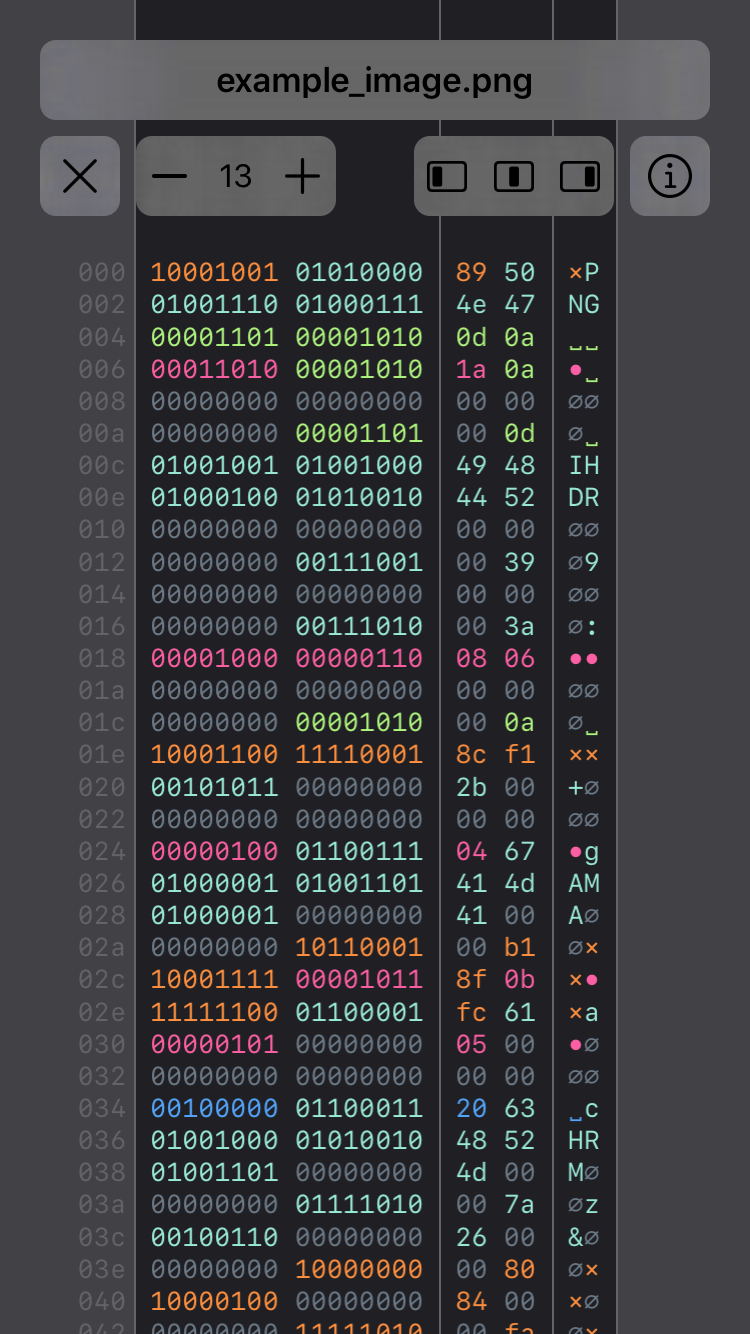 example_image.png
13
000 10001001 01010000 89 50 ×P
002 01001110 01000111 4e 47 NG
004 00001101 00001010 0d 0a ␣␣
006 00011010 00001010 1a 0a •␣
008 00000000 00000000 00 00 ∅∅
00a 00000000 00001101 00 0d ∅␣
00c 01001001 01001000 49 48 IH
00e 01000100 01010010 44 52 DR
010 00000000 00000000 00 00 ∅∅
012 00000000 00111001 00 39 ∅9
014 00000000 00000000 00 00 ∅∅
016 00000000 00111010 00 3a ∅:
018 00001000 00000110 08 06 ••
01a 00000000 00000000 00 00 ∅∅
01c 00000000 00001010 00 0a ∅␣
01e 10001100 11110001 8c f1 ××
020 00101011 00000000 2b 00 +∅
022 00000000 00000000 00 00 ∅∅
024 00000100 01100111 04 67 •g
026 01000001 01001101 41 4d AM
028 01000001 00000000 41 00 A∅
02a 00000000 10110001 00 b1 ∅×
02c 10001111 00001011 8f 0b ו
02e 11111100 01100001 fc 61 ×a
030 00000101 00000000 05 00 •∅
032 00000000 00000000 00 00 ∅∅
034 00100000 01100011 20 63 ␣c
036 01001000 01010010 48 52 HR
038 01001101 00000000 4d 00 M∅
03a 00000000 01111010 00 7a ∅z
03c 00100110 00000000 26 00 &∅
03e 00000000 10000000 00 80 ∅×
040 10000100 00000000 84 00 ×∅
042 00000000 11111010 00 fa ∅×